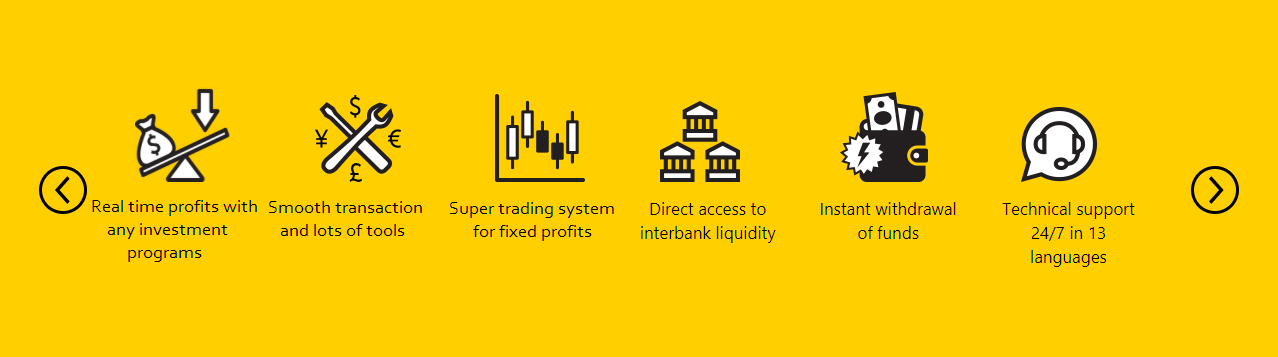 Real time profits with
any investment
programs
Smooth transaction
and lots of tools
Super trading system
for fixed profits
Direct access to
interbank liquidity
Instant withdrawal
of funds
Technical support
24/7 in 13
languages
$
$
¥
€
£